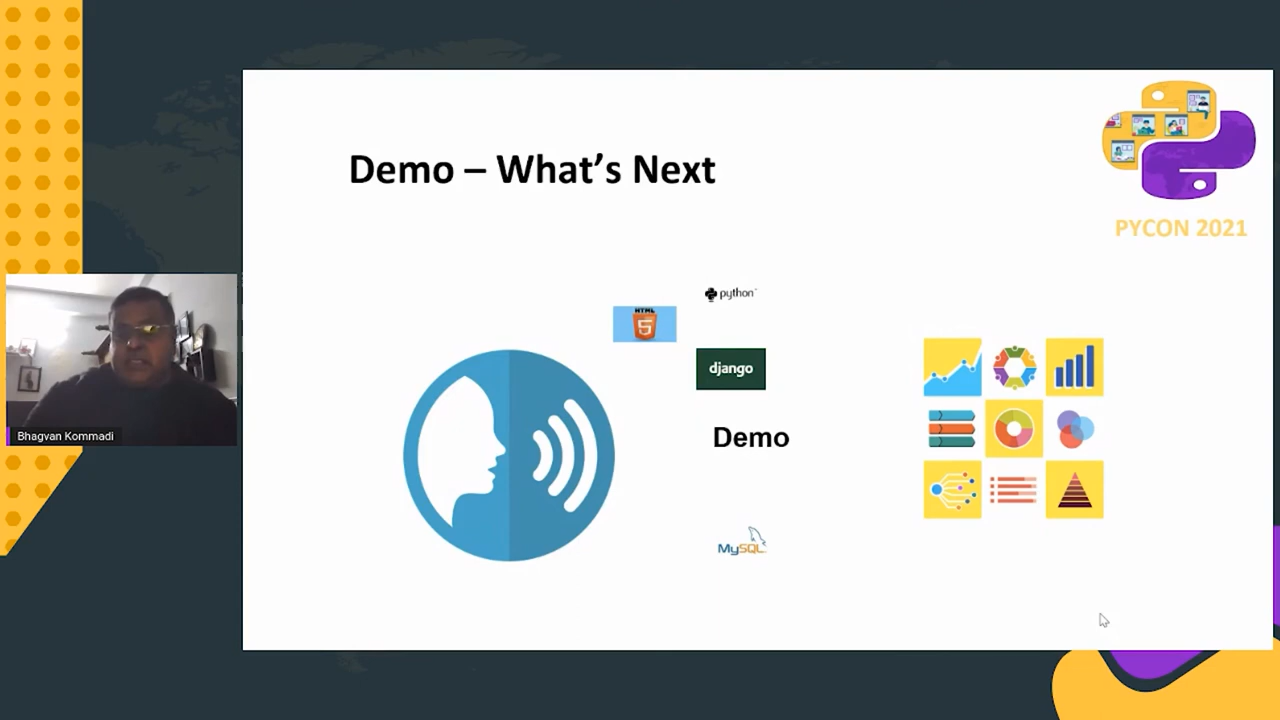 Demo – What's Next
PYCON 2021
python
HTML
5
django
Demo
MySQL
Bhagvan Kommadi